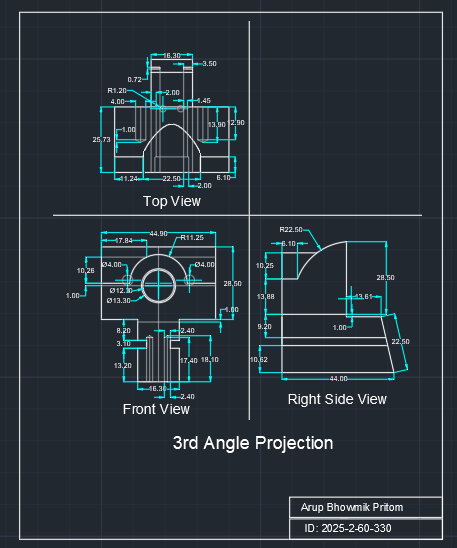 16.30
3.50
0.72
R1.20
2.00
4.00
1.45
1.00
13.90
12.90
25.73
11.24
22.50
6.10
2.00
Top View
44.90
17.84
R11.25
Ø4.00
Ø4.00
10.26
Ø12.30
28.50
1.00
Ø13.30
1.00
8.20
2.40
3.10
17.40
18.10
13.20
16.30
2.40
Front View
R22.50
6.10
10.25
28.50
13.88
13.61
9.20
1.00
22.50
10.62
44.00
Right Side View
3rd Angle Projection
Arup Bhowmik Pritom
ID: 2025-2-60-330